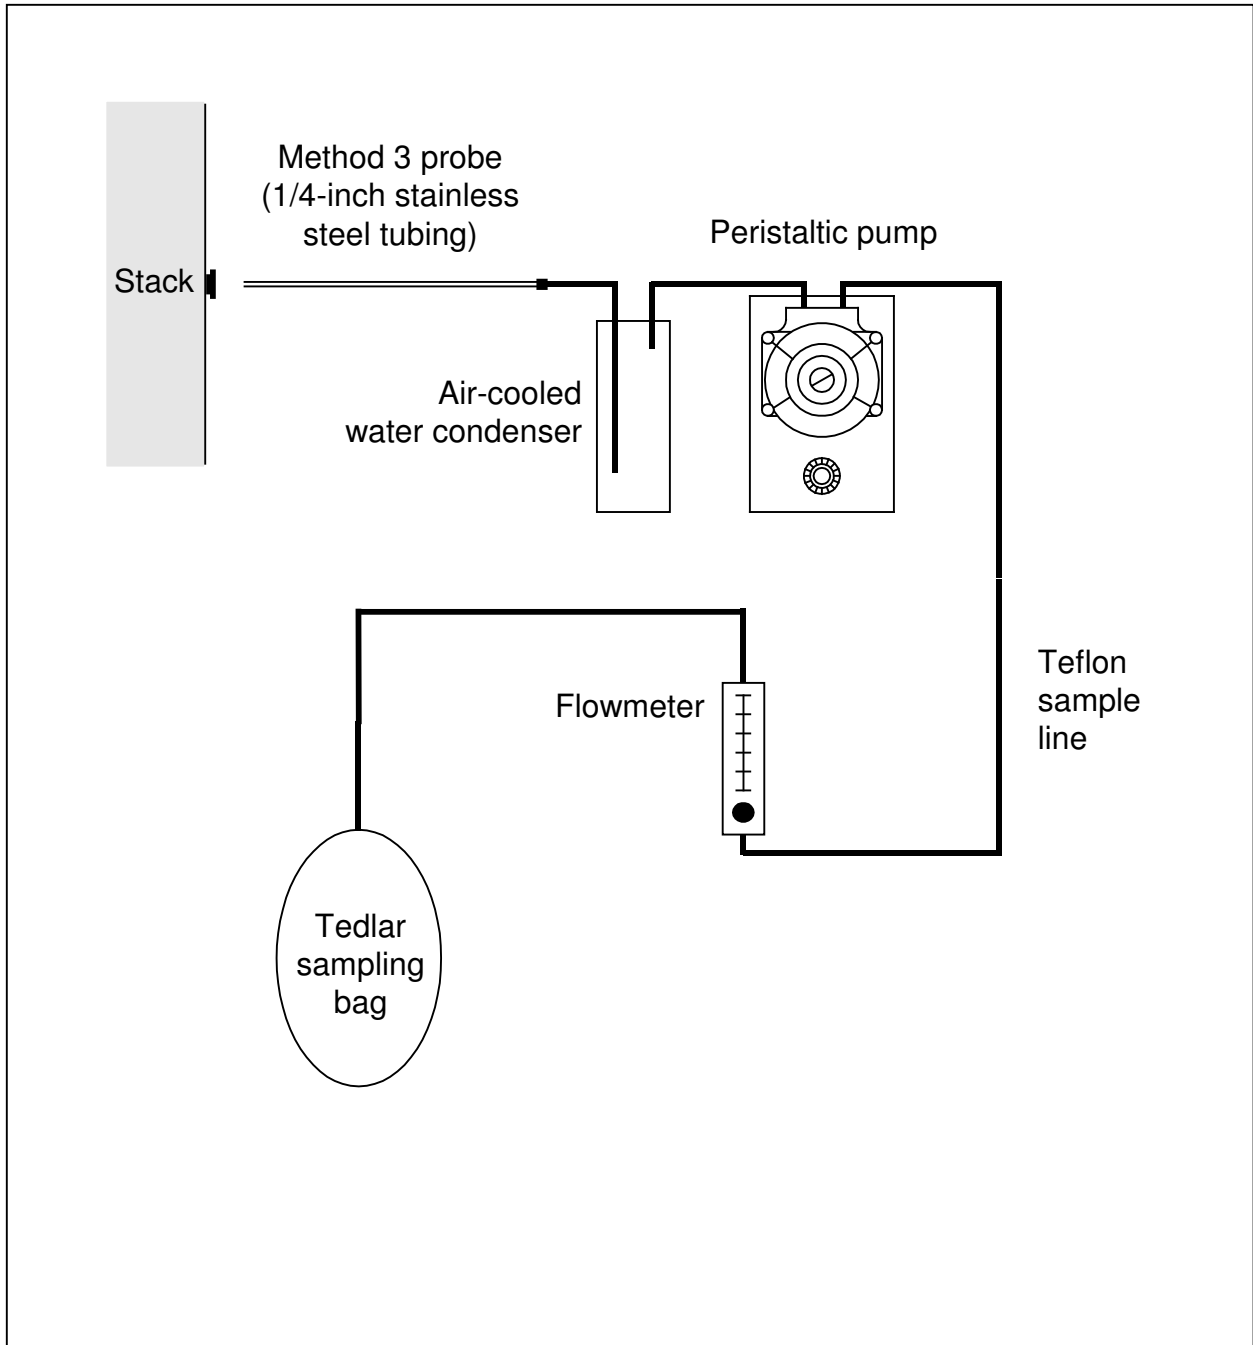 Method 3 probe
(1/4-inch stainless
steel tubing)
Peristaltic pump
Stack
Air-cooled
water condenser
Teflon
sample
line
Flowmeter
Tedlar
sampling
bag